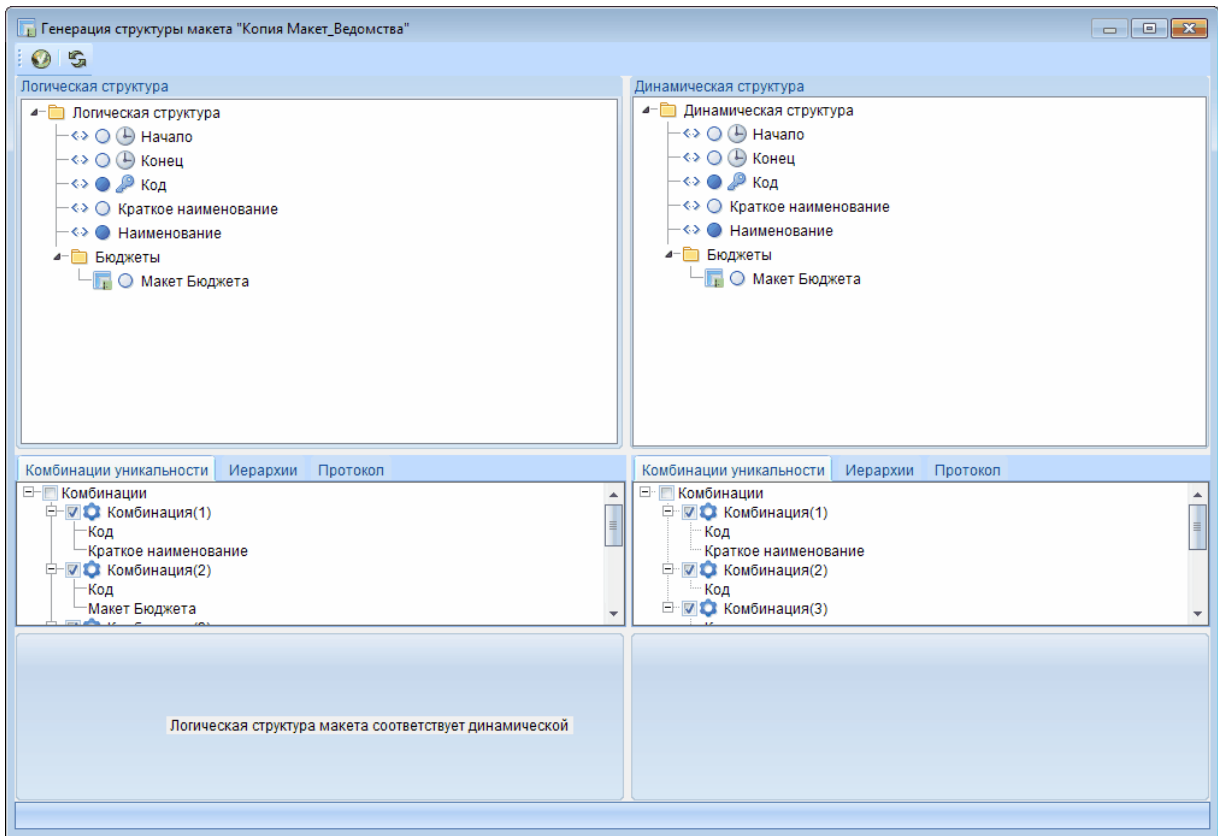 Генерация структуры макета "Копия Макет_Ведомства"
Логическая структура
Логическая структура
Начало
Конец
Код
Краткое наименование
Наименование
Бюджеты
Макет Бюджета
Динамическая структура
Динамическая структура
Начало
Конец
Код
Краткое наименование
Наименование
Бюджеты
Макет Бюджета
Комбинации уникальности Иерархии Протокол
Комбинации
Комбинация(1)
Код
Краткое наименование
Комбинация(2)
Код
Макет Бюджета
Комбинации уникальности Иерархии Протокол
Комбинации
Комбинация(1)
Код
Краткое наименование
Комбинация(2)
Код
Комбинация(3)
Логическая структура макета соответствует динамической